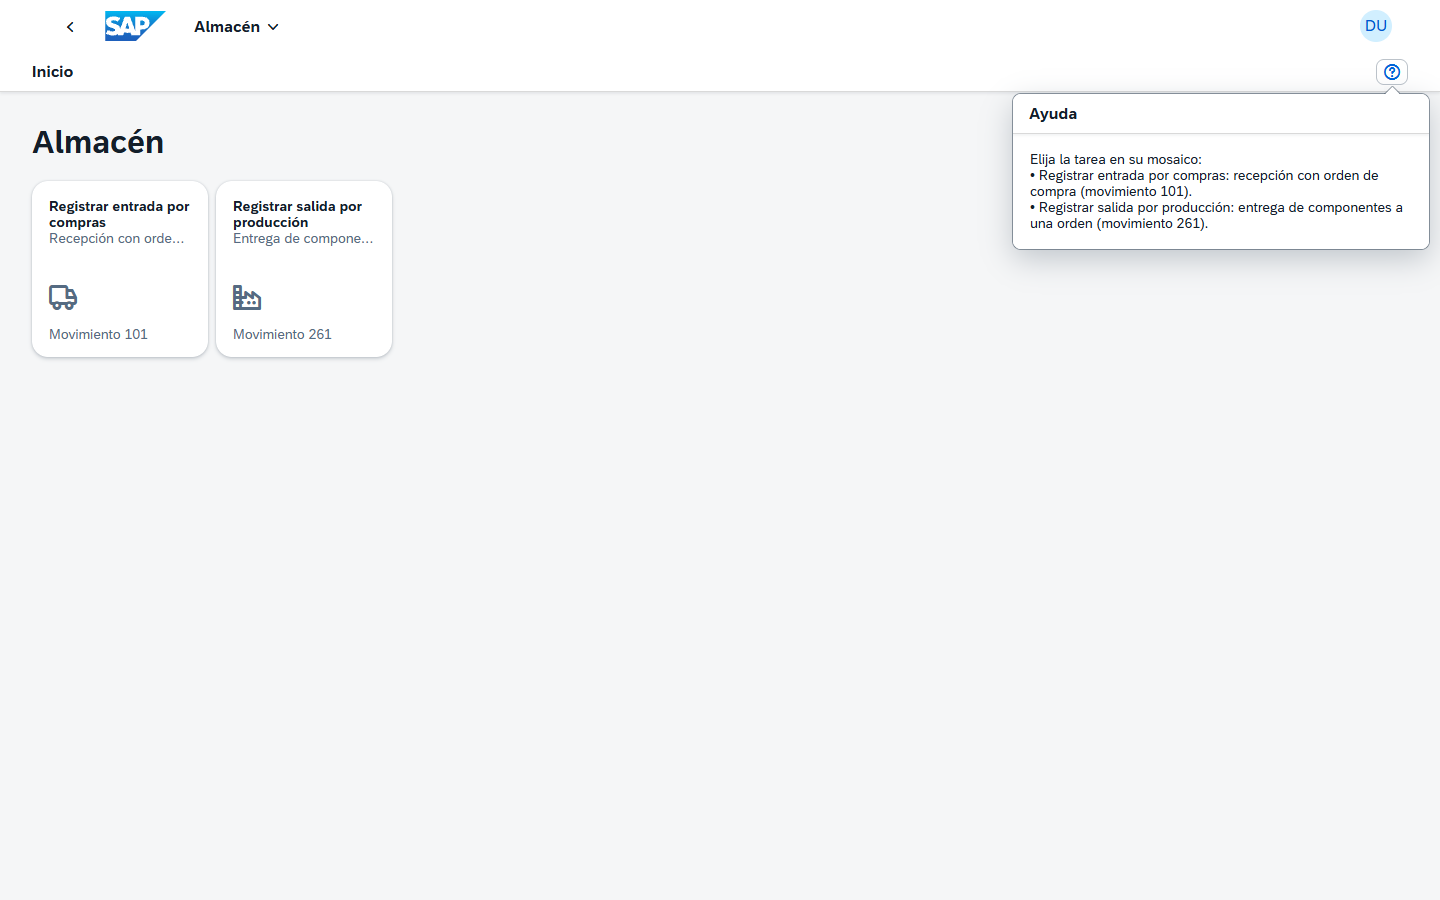 SAP
Almacén
DU
Inicio
Ayuda
Elija la tarea en su mosaico:
• Registrar entrada por compras: recepción con orden de
compra (movimiento 101).
• Registrar salida por producción: entrega de componentes a
una orden (movimiento 261).
Almacén
Registrar entrada por
compras
Recepción con orde...
Movimiento 101
Registrar salida por
producción
Entrega de compone...
Movimiento 261